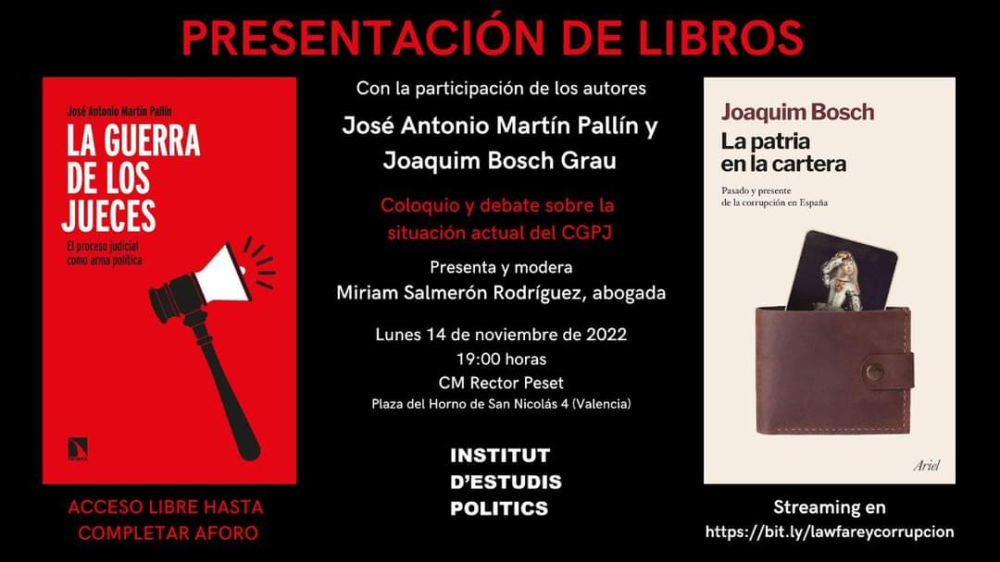 PRESENTACIÓN DE LIBROS
José Antonio Martín Pallín
LA GUERRA
DE LOS
JUECES
El proceso judicial
como arma política
ACCESO LIBRE HASTA
COMPLETAR AFORO
Con la participación de los autores
José Antonio Martín Pallín y
Joaquim Bosch Grau
Coloquio y debate sobre la
situación actual del CGPJ
Presenta y modera
Miriam Salmerón Rodríguez, abogada
Lunes 14 de noviembre de 2022
19:00 horas
CM Rector Peset
Plaza del Horno de San Nicolás 4 (Valencia)
INSTITUT
D'ESTUDIS
POLITICS
Joaquim Bosch
La patria
en la cartera
Pasado y presente
de la corrupción en España
Ariel
Streaming en
https://bit.ly/lawfareycorrupcion